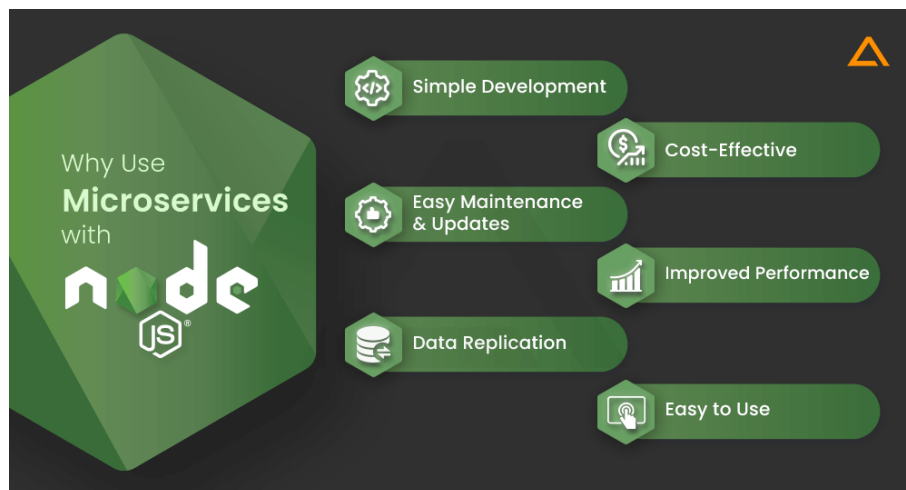 Why Use
Microservices
with
node
JS®
Simple Development
Cost-Effective
Easy Maintenance
& Updates
Improved Performance
Data Replication
Easy to Use